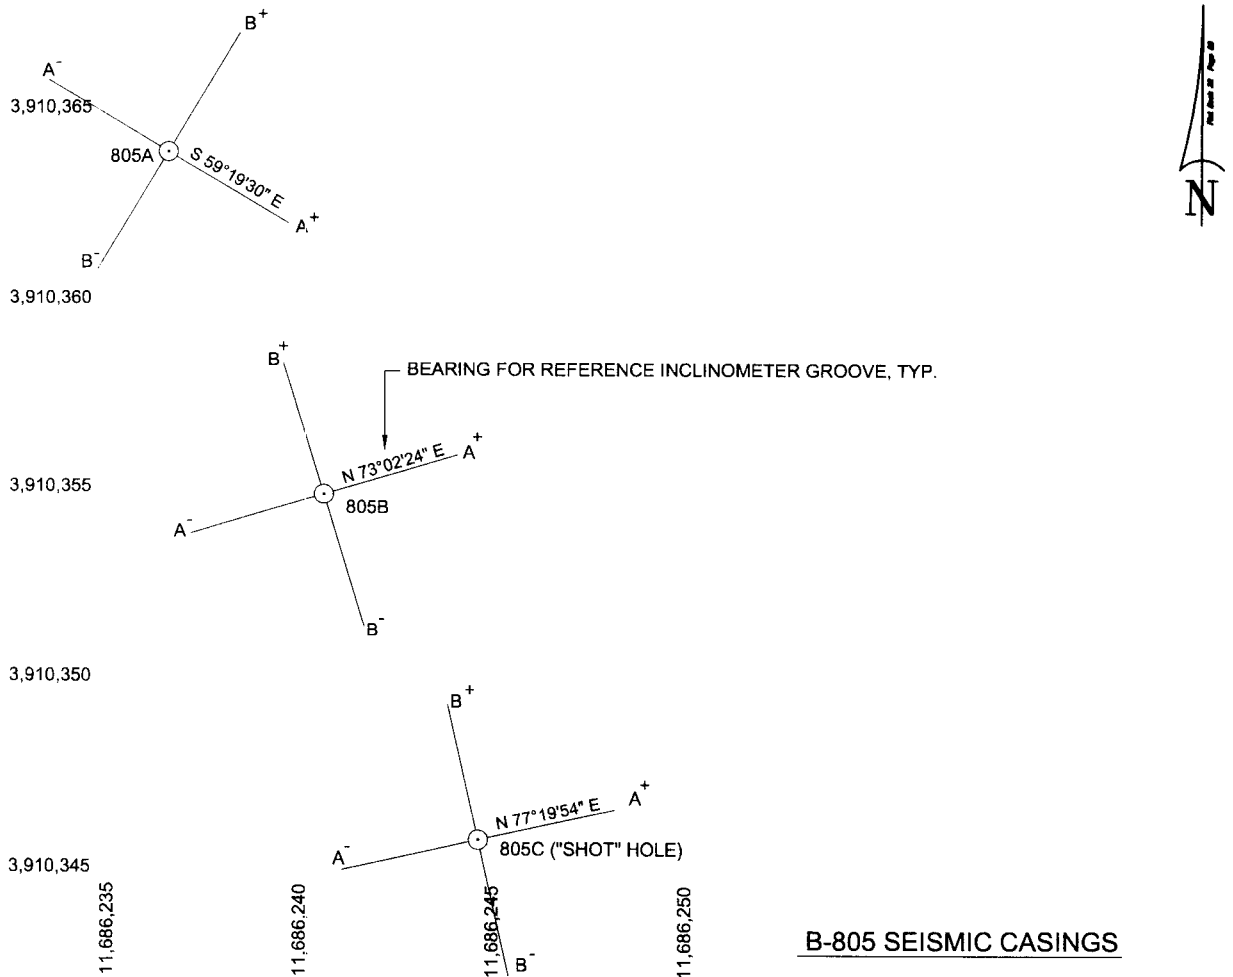 B+
A-
3,910,365
805A
S 59°19'30" E
A+
B-
3,910,360
B+
BEARING FOR REFERENCE INCLINOMETER GROOVE, TYP.
N 73°02'24" E
A+
3,910,355
805B
A-
B-
3,910,350
B+
N 77°19'54" E
A+
805C ("SHOT" HOLE)
A-
3,910,345
11,686,235
11,686,240
11,686,245
11,686,250
B-
B-805 SEISMIC CASINGS
N